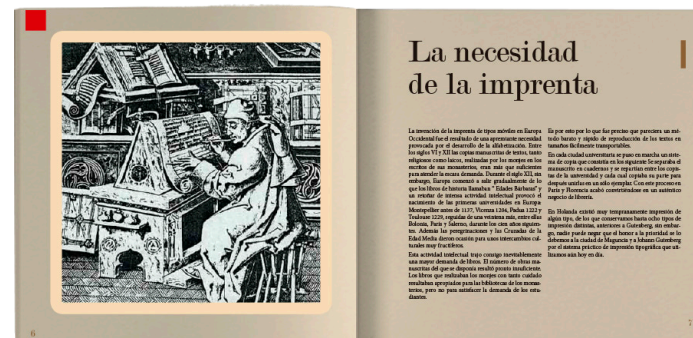 La necesidad
de la imprenta
La invención de la imprenta de tipos móviles en Europa
Occidental fue el resultado de una apremiante necesidad
provocada por el desarrollo de la alfabetización. Entre
los siglos VI y XII las copias manuscritas de textos, tanto
religiosos como laicos, realizadas por los monjes en los
escritos de sus monasterios, eran más que suficientes
para atender la escasa demanda. Durante el siglo XII, sin
embargo, Europa comenzó a salir gradualmente de lo
que los libros de historia llamaban " Edades Bárbaras" y
un retoñar de intensa actividad intelectual provocó el
nacimiento de las primeras universidades en Europa:
Montepellier antes de 1137, Vicenza 1204, Padua 1222 y
Toulouse 1229, seguidas de una veintena más, entre ellas
Bolonia, París y Salerno, durante los cien años siguien-
tes. Además las peregrinaciones y las Cruzadas de la
Edad Media dieron ocasión para unos intercambios cul-
turales muy fructíferos.
Esta actividad intelectual trajo consigo inevitablemente
una mayor demanda de libros. El número de obras ma-
nuscritas del que se disponía resultó pronto insuficiente.
Los libros que realizaban los monjes con tanto cuidado
resultaban apropiados para las bibliotecas de los monas-
terios, pero no para satisfacer la demanda de los estu-
diantes.
Es por esto por lo que fue preciso que pareciera un mé-
todo barato y rápido de reproducción de los textos en
tamaños fácilmente transportables.
En cada ciudad universitaria se puso en marcha un siste-
ma de copia que consistía en los siguiente Se separaba el
manuscrito en cuadernos y se repartían entre los copis-
tas de la universidad y cada cual copiaba su parte para
después unirlas en un sólo ejemplar. Con este proceso en
París y Florencia acabó convirtiéndose en un auténtico
negocio de librería.
En Holanda existió muy tempranamente impresión de
algún tipo, de los que conservamos hasta ocho tipos de
impresión distintas, anteriores a Gutenberg, sin embar-
go, nadie puede negar que el honor a la prioridad se lo
debemos a la ciudad de Maguncia y a Johann Gutenberg
por el sistema práctico de impresión tipográfica que uti-
lizamos aún hoy en día.
6
7